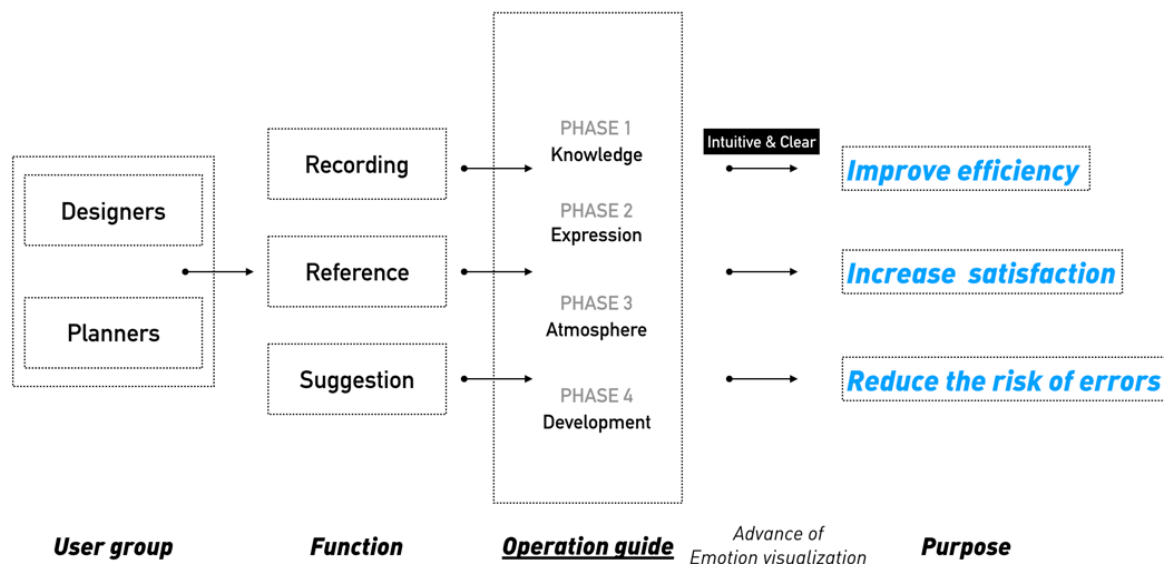 Designers
Planners
Recording
Reference
Suggestion
PHASE 1
Knowledge
PHASE 2
Expression
PHASE 3
Atmosphere
PHASE 4
Development
Intuitive & Clear
Improve efficiency
Increase satisfaction
Reduce the risk of errors
User group
Function
Operation guide
Advance of
Emotion visualization
Purpose